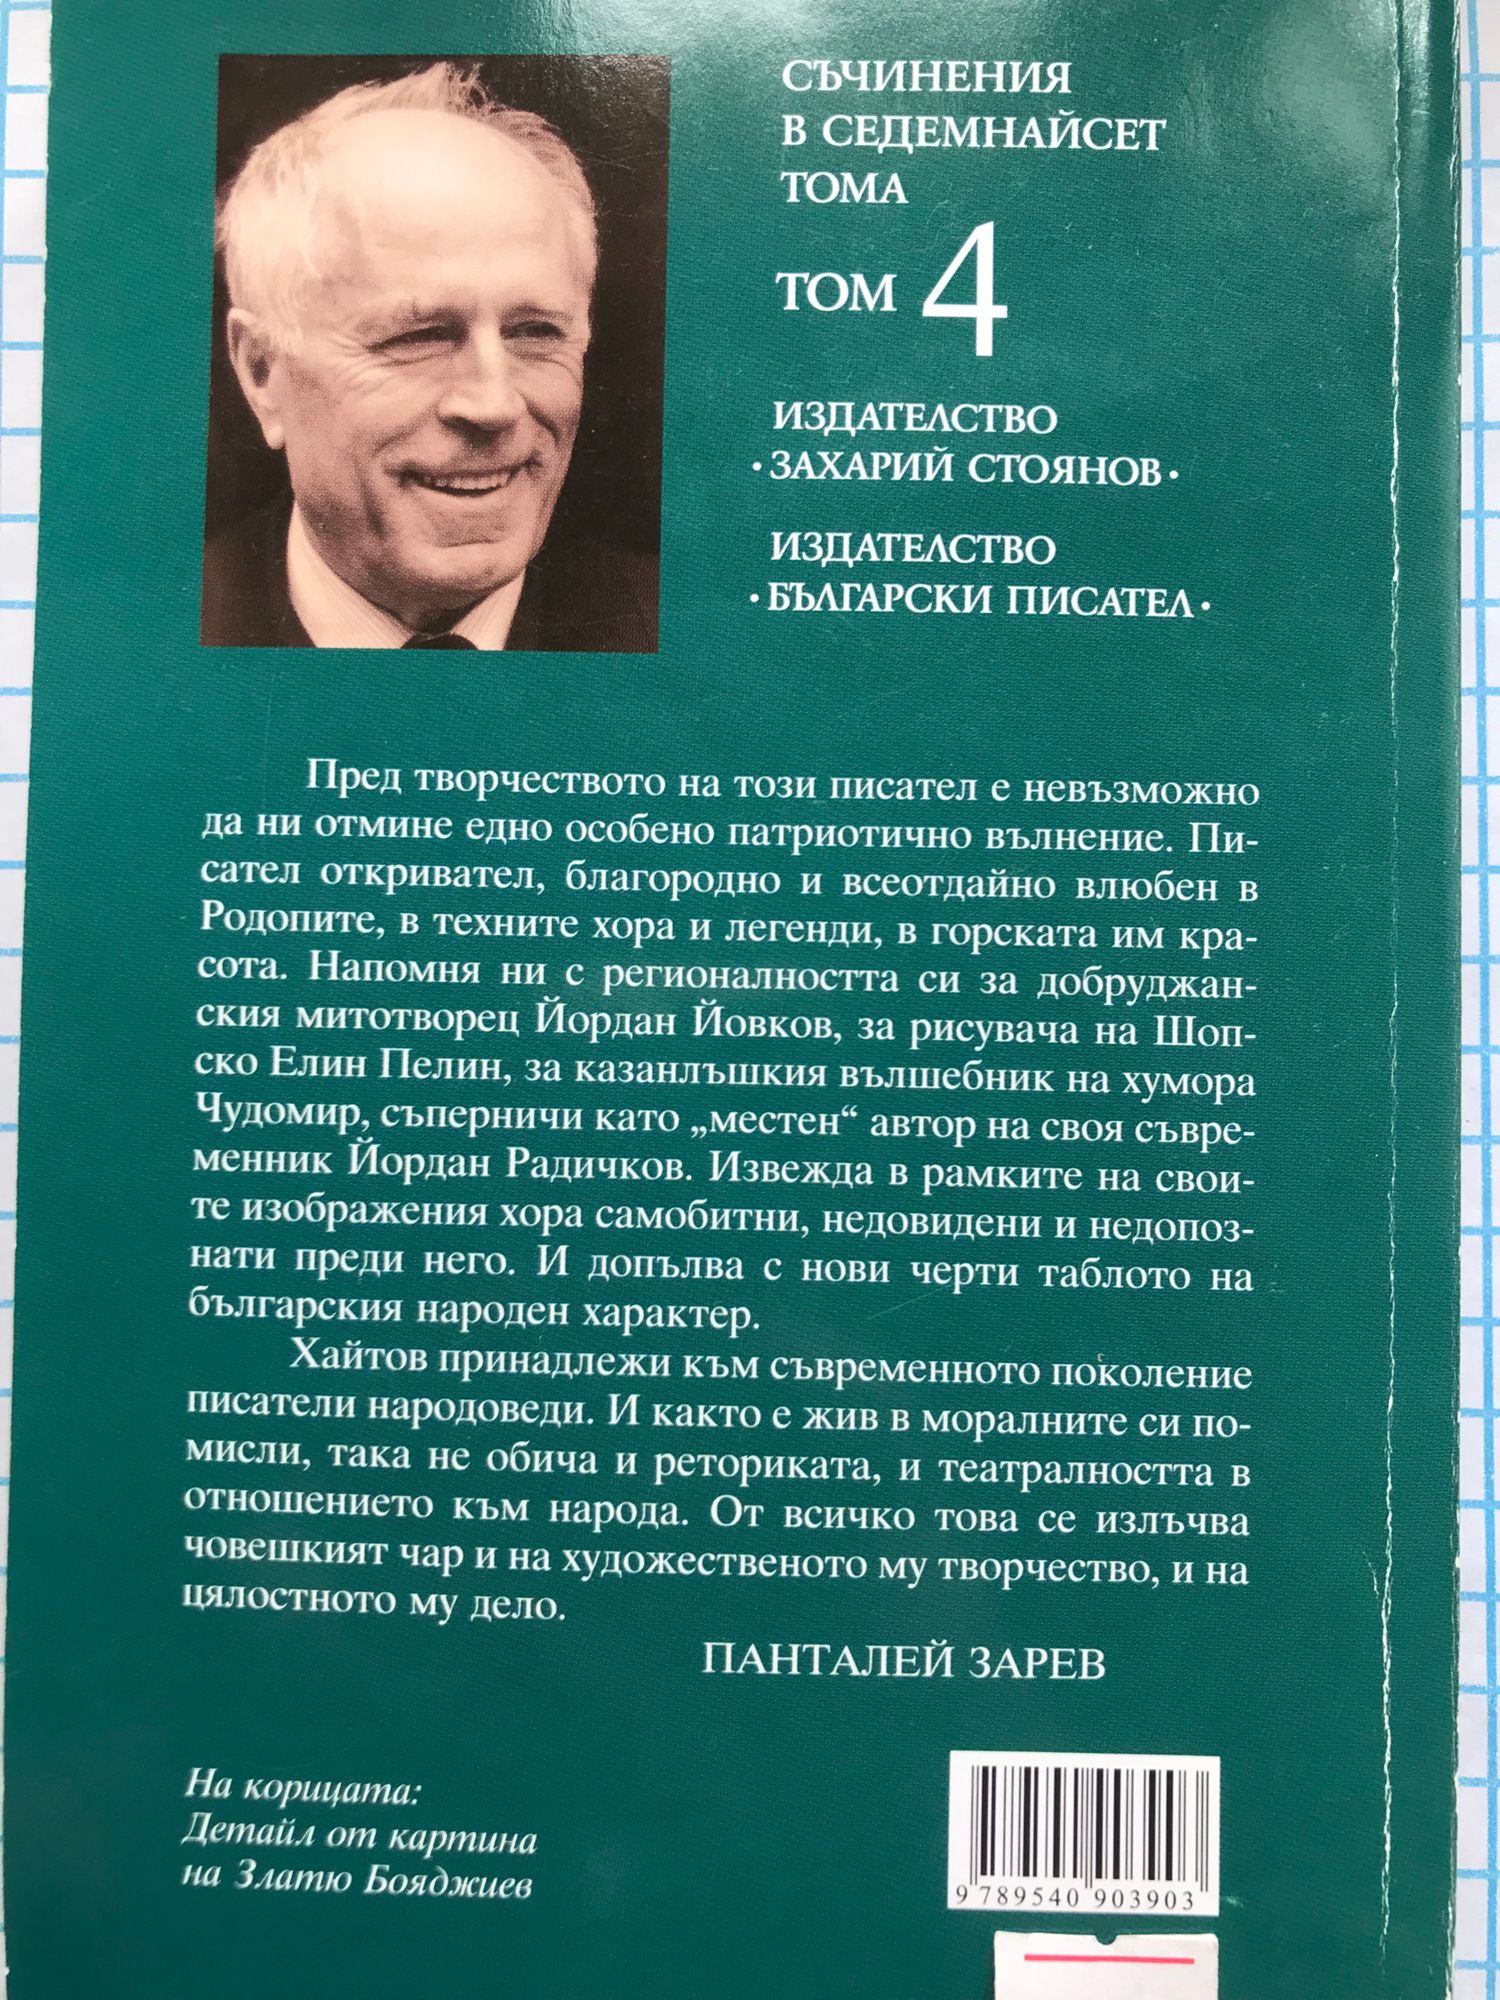 СЪЧИНЕНИЯ
В СЕДЕМНАЙСЕТ
ТОМА
ТОМ 4
ИЗДАТЕЛСТВО
• ЗАХАРИЙ СТОЯНОВ •
ИЗДАТЕЛСТВО
• БЪЛГАРСКИ ПИСАТЕЛ •
Пред творчеството на този писател е невъзможно
да ни отмине едно особено патриотично вълнение. Пи-
сател откривател, благородно и всеотдайно влюбен в
Родопите, в техните хора и легенди, в горската им кра-
сота. Напомня ни с регионалността си за добруджан-
ския митотворец Йордан Йовков, за рисувача на Шоп-
ско Елин Пелин, за казанлъшкия вълшебник на хумора
Чудомир, съперничи като „местен“ автор на своя съвре-
менник Йордан Радичков. Извежда в рамките на свои-
те изображения хора самобитни, недовидени и недопоз-
нати преди него. И допълва с нови черти таблото на
българския народен характер.
Хайтов принадлежи към съвременното поколение
писатели народоведи. И както е жив в моралните си по-
мисли, така не обича и реториката, и театралността в
отношението към народа. От всичко това се излъчва
човешкият чар и на художественото му творчество, и на
цялостното му дело.
ПАНТАЛЕЙ ЗАРЕВ
На корицата:
Детайл от картина
на Златю Бояджиев
9 789540 903903